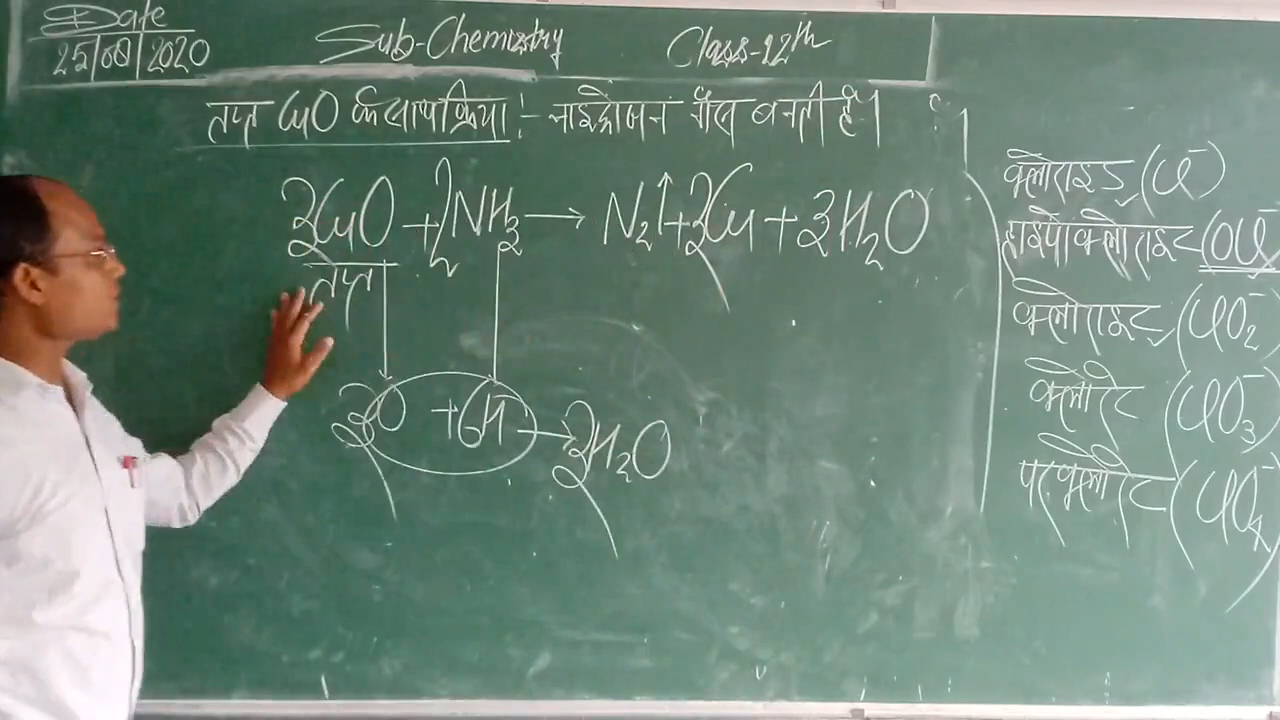 Date
25/08/2020
Sub-Chemistry
Class-12th
तप्त CuO के साथ क्रिया:- नाइट्रोजन गैस बनती है।
3CuO + 2NH3 → N2↑ + 3Cu + 3H2O
तप्त
3O + 6H → 3H2O
क्लोराइड, (Cl-)
हाइपोक्लोराइट (OCl-
क्लोराइट, (ClO2-
क्लोरेट (ClO3-)
परक्लोरेट (ClO4-)